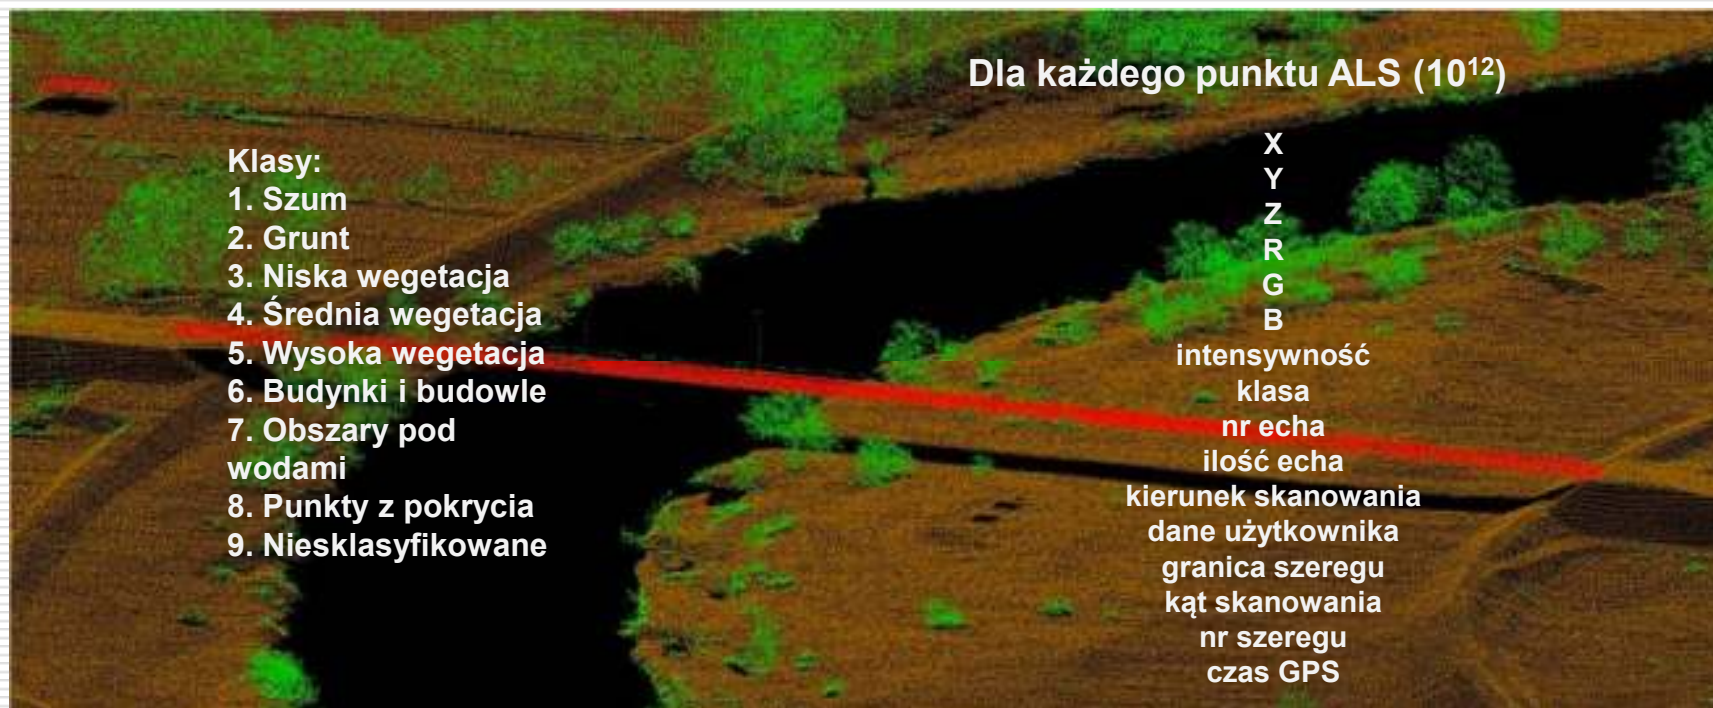 Dla każdego punktu ALS (10¹²)
Klasy:
1. Szum
2. Grunt
3. Niska wegetacja
4. Średnia wegetacja
5. Wysoka wegetacja
6. Budynki i budowle
7. Obszary pod
wodami
8. Punkty z pokrycia
9. Niesklasyfikowane
X
Y
Z
R
G
B
intensywność
klasa
nr echa
ilość echa
kierunek skanowania
dane użytkownika
granica szeregu
kąt skanowania
nr szeregu
czas GPS